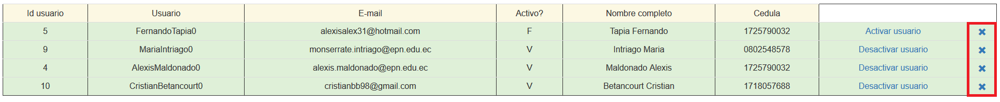 Id usuario Usuario E-mail Activo? Nombre completo Cedula
5 FernandoTapia0 alexisalex31@hotmail.com F Tapia Fernando 1725790032 Activar usuario ✖
9 MariaIntriago0 monserrate.intriago@epn.edu.ec V Intriago Maria 0802548578 Desactivar usuario ✖
4 AlexisMaldonado0 alexis.maldonado@epn.edu.ec V Maldonado Alexis 1725790032 Desactivar usuario ✖
10 CristianBetancourt0 cristianbb98@gmail.com V Betancourt Cristian 1718057688 Desactivar usuario ✖